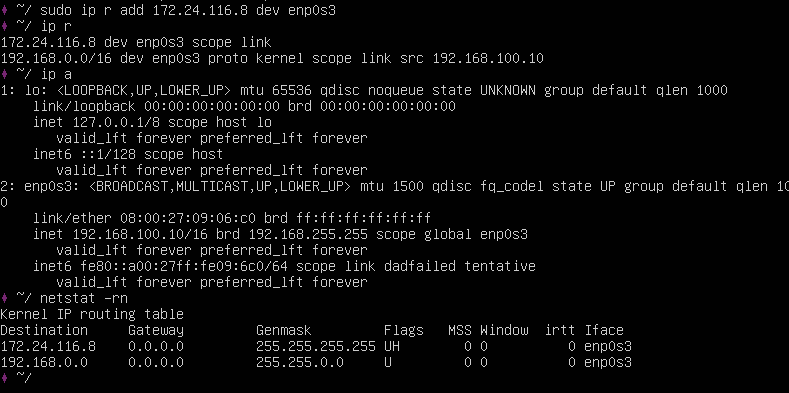 ♦ ~/ sudo ip r add 172.24.116.8 dev enp0s3
♦ ~/ ip r
172.24.116.8 dev enp0s3 scope link
192.168.0.0/16 dev enp0s3 proto kernel scope link src 192.168.100.10
♦ ~/ ip a
1: lo: <LOOPBACK,UP,LOWER_UP> mtu 65536 qdisc noqueue state UNKNOWN group default qlen 1000
    link/loopback 00:00:00:00:00:00 brd 00:00:00:00:00:00
    inet 127.0.0.1/8 scope host lo
       valid_lft forever preferred_lft forever
    inet6 ::1/128 scope host
       valid_lft forever preferred_lft forever
2: enp0s3: <BROADCAST,MULTICAST,UP,LOWER_UP> mtu 1500 qdisc fq_codel state UP group default qlen 100
0
    link/ether 08:00:27:09:06:c0 brd ff:ff:ff:ff:ff:ff
    inet 192.168.100.10/16 brd 192.168.255.255 scope global enp0s3
       valid_lft forever preferred_lft forever
    inet6 fe80::a00:27ff:fe09:6c0/64 scope link dadfailed tentative
       valid_lft forever preferred_lft forever
♦ ~/ netstat -rn
Kernel IP routing table
Destination     Gateway         Genmask         Flags   MSS Window  irtt Iface
172.24.116.8    0.0.0.0         255.255.255.255 UH        0 0          0 enp0s3
192.168.0.0     0.0.0.0         255.255.0.0     U         0 0          0 enp0s3
♦ ~/